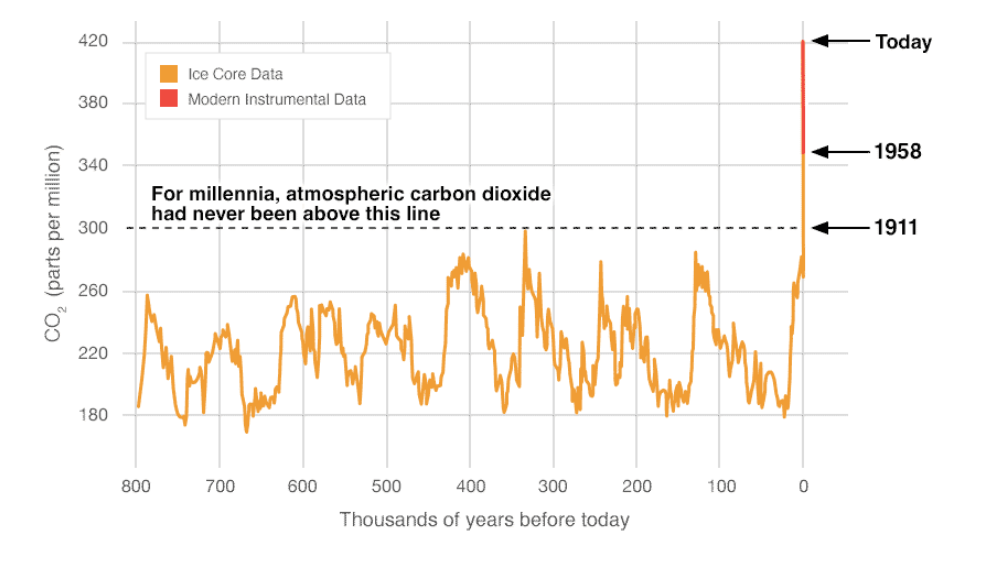 420
380
340
300
260
220
180
CO2 (parts per million)
Ice Core Data
Modern Instrumental Data
For millennia, atmospheric carbon dioxide
had never been above this line
Today
1958
1911
800
700
600
500
400
300
200
100
0
Thousands of years before today